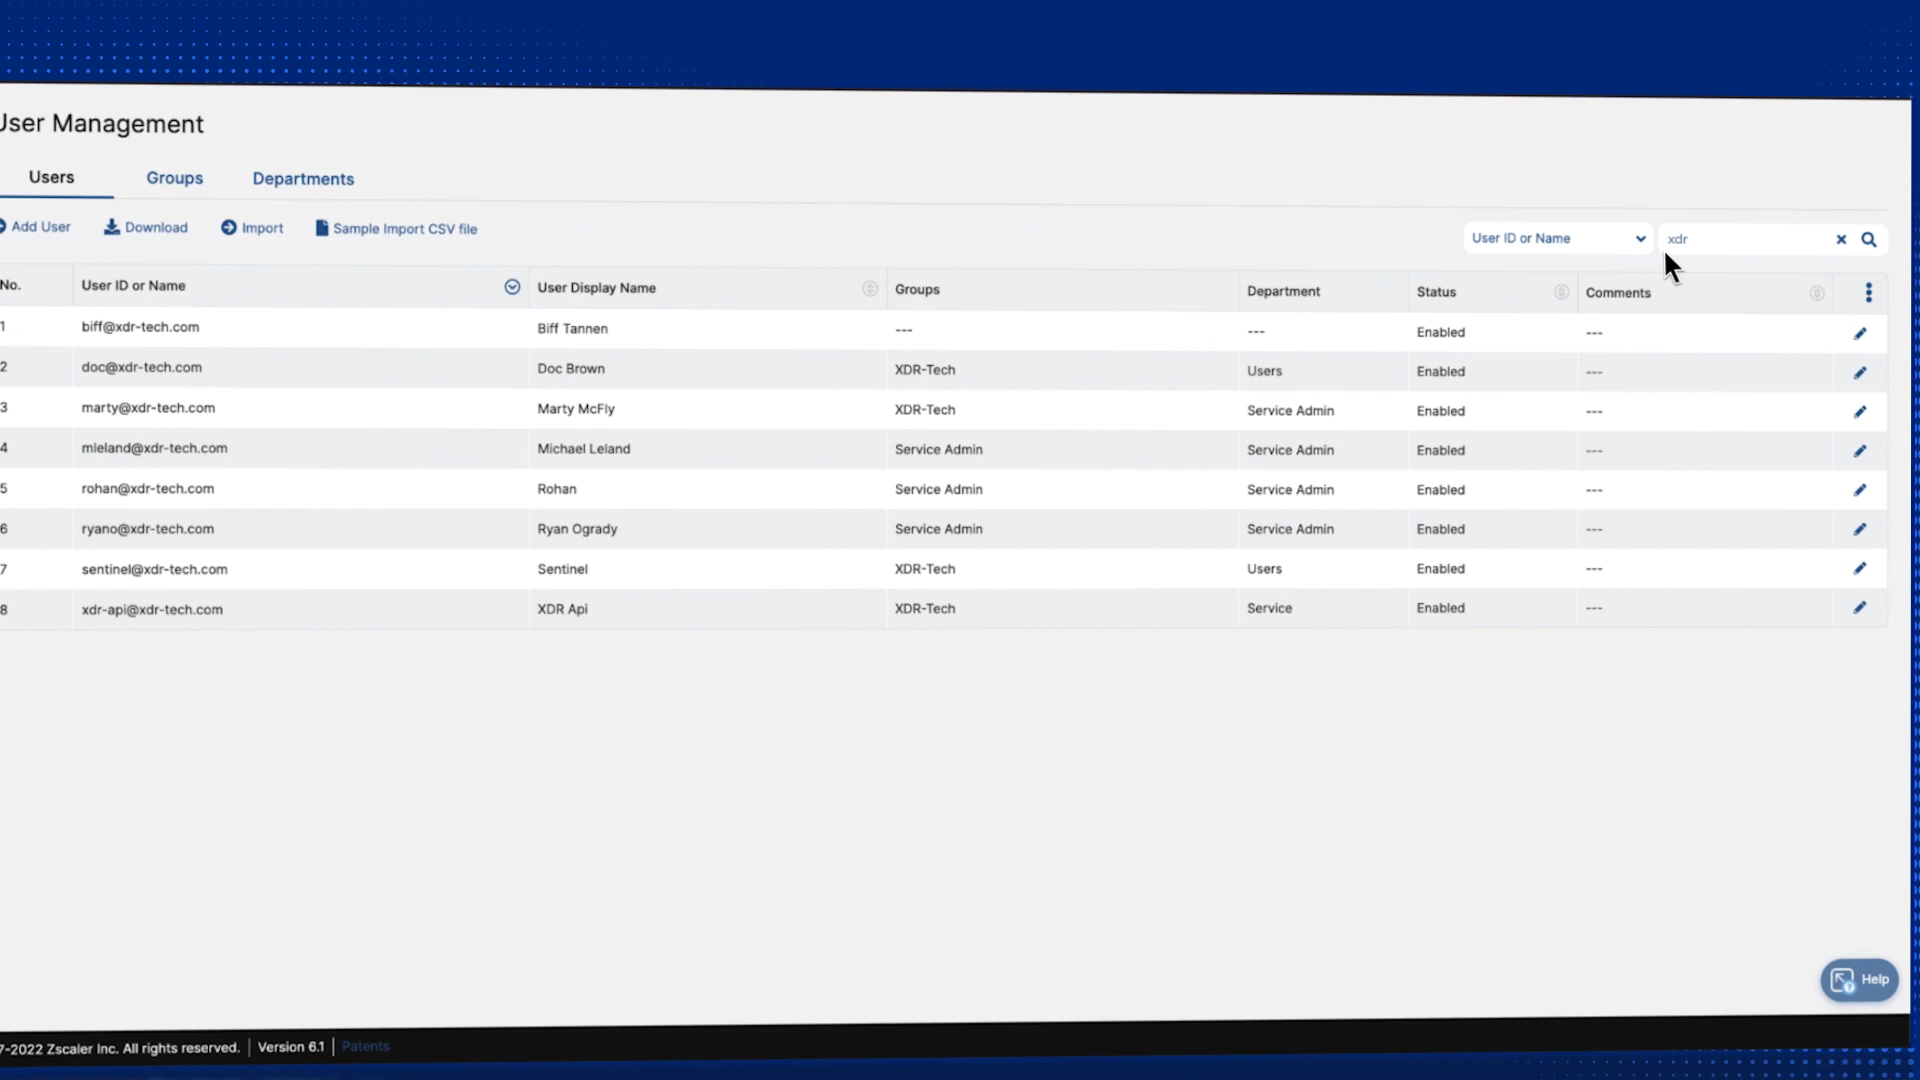 User Management
Users Groups Departments
Add User Download Import Sample Import CSV file User ID or Name xdr
No. User ID or Name User Display Name Groups Department Status Comments
1 biff@xdr-tech.com Biff Tannen --- --- Enabled ---
2 doc@xdr-tech.com Doc Brown XDR-Tech Users Enabled ---
3 marty@xdr-tech.com Marty McFly XDR-Tech Service Admin Enabled ---
4 mleland@xdr-tech.com Michael Leland Service Admin Service Admin Enabled ---
5 rohan@xdr-tech.com Rohan Service Admin Service Admin Enabled ---
6 ryano@xdr-tech.com Ryan Ogrady Service Admin Service Admin Enabled ---
7 sentinel@xdr-tech.com Sentinel XDR-Tech Users Enabled ---
8 xdr-api@xdr-tech.com XDR Api XDR-Tech Service Enabled ---
Help
7-2022 Zscaler Inc. All rights reserved. | Version 6.1 | Patents